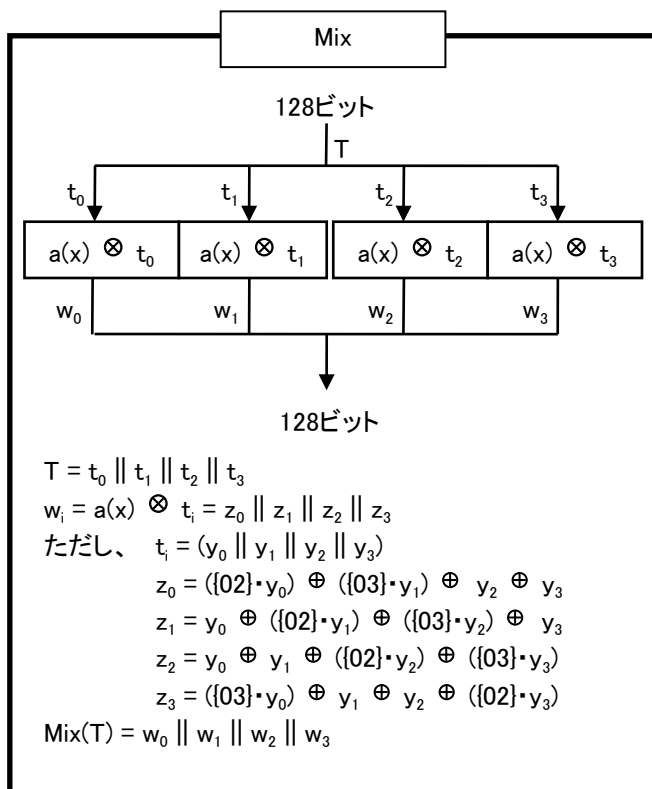 Mix
128ビット
T
t₀ t₁ t₂ t₃
a(x) ⊗ t₀ a(x) ⊗ t₁ a(x) ⊗ t₂ a(x) ⊗ t₃
w₀ w₁ w₂ w₃
128ビット
T = t₀ || t₁ || t₂ || t₃
wᵢ = a(x) ⊗ tᵢ = z₀ || z₁ || z₂ || z₃
ただし、 tᵢ = (y₀ || y₁ || y₂ || y₃)
z₀ = ({02}・y₀) ⊕ ({03}・y₁) ⊕ y₂ ⊕ y₃
z₁ = y₀ ⊕ ({02}・y₁) ⊕ ({03}・y₂) ⊕ y₃
z₂ = y₀ ⊕ y₁ ⊕ ({02}・y₂) ⊕ ({03}・y₃)
z₃ = ({03}・y₀) ⊕ y₁ ⊕ y₂ ⊕ ({02}・y₃)
Mix(T) = w₀ || w₁ || w₂ || w₃